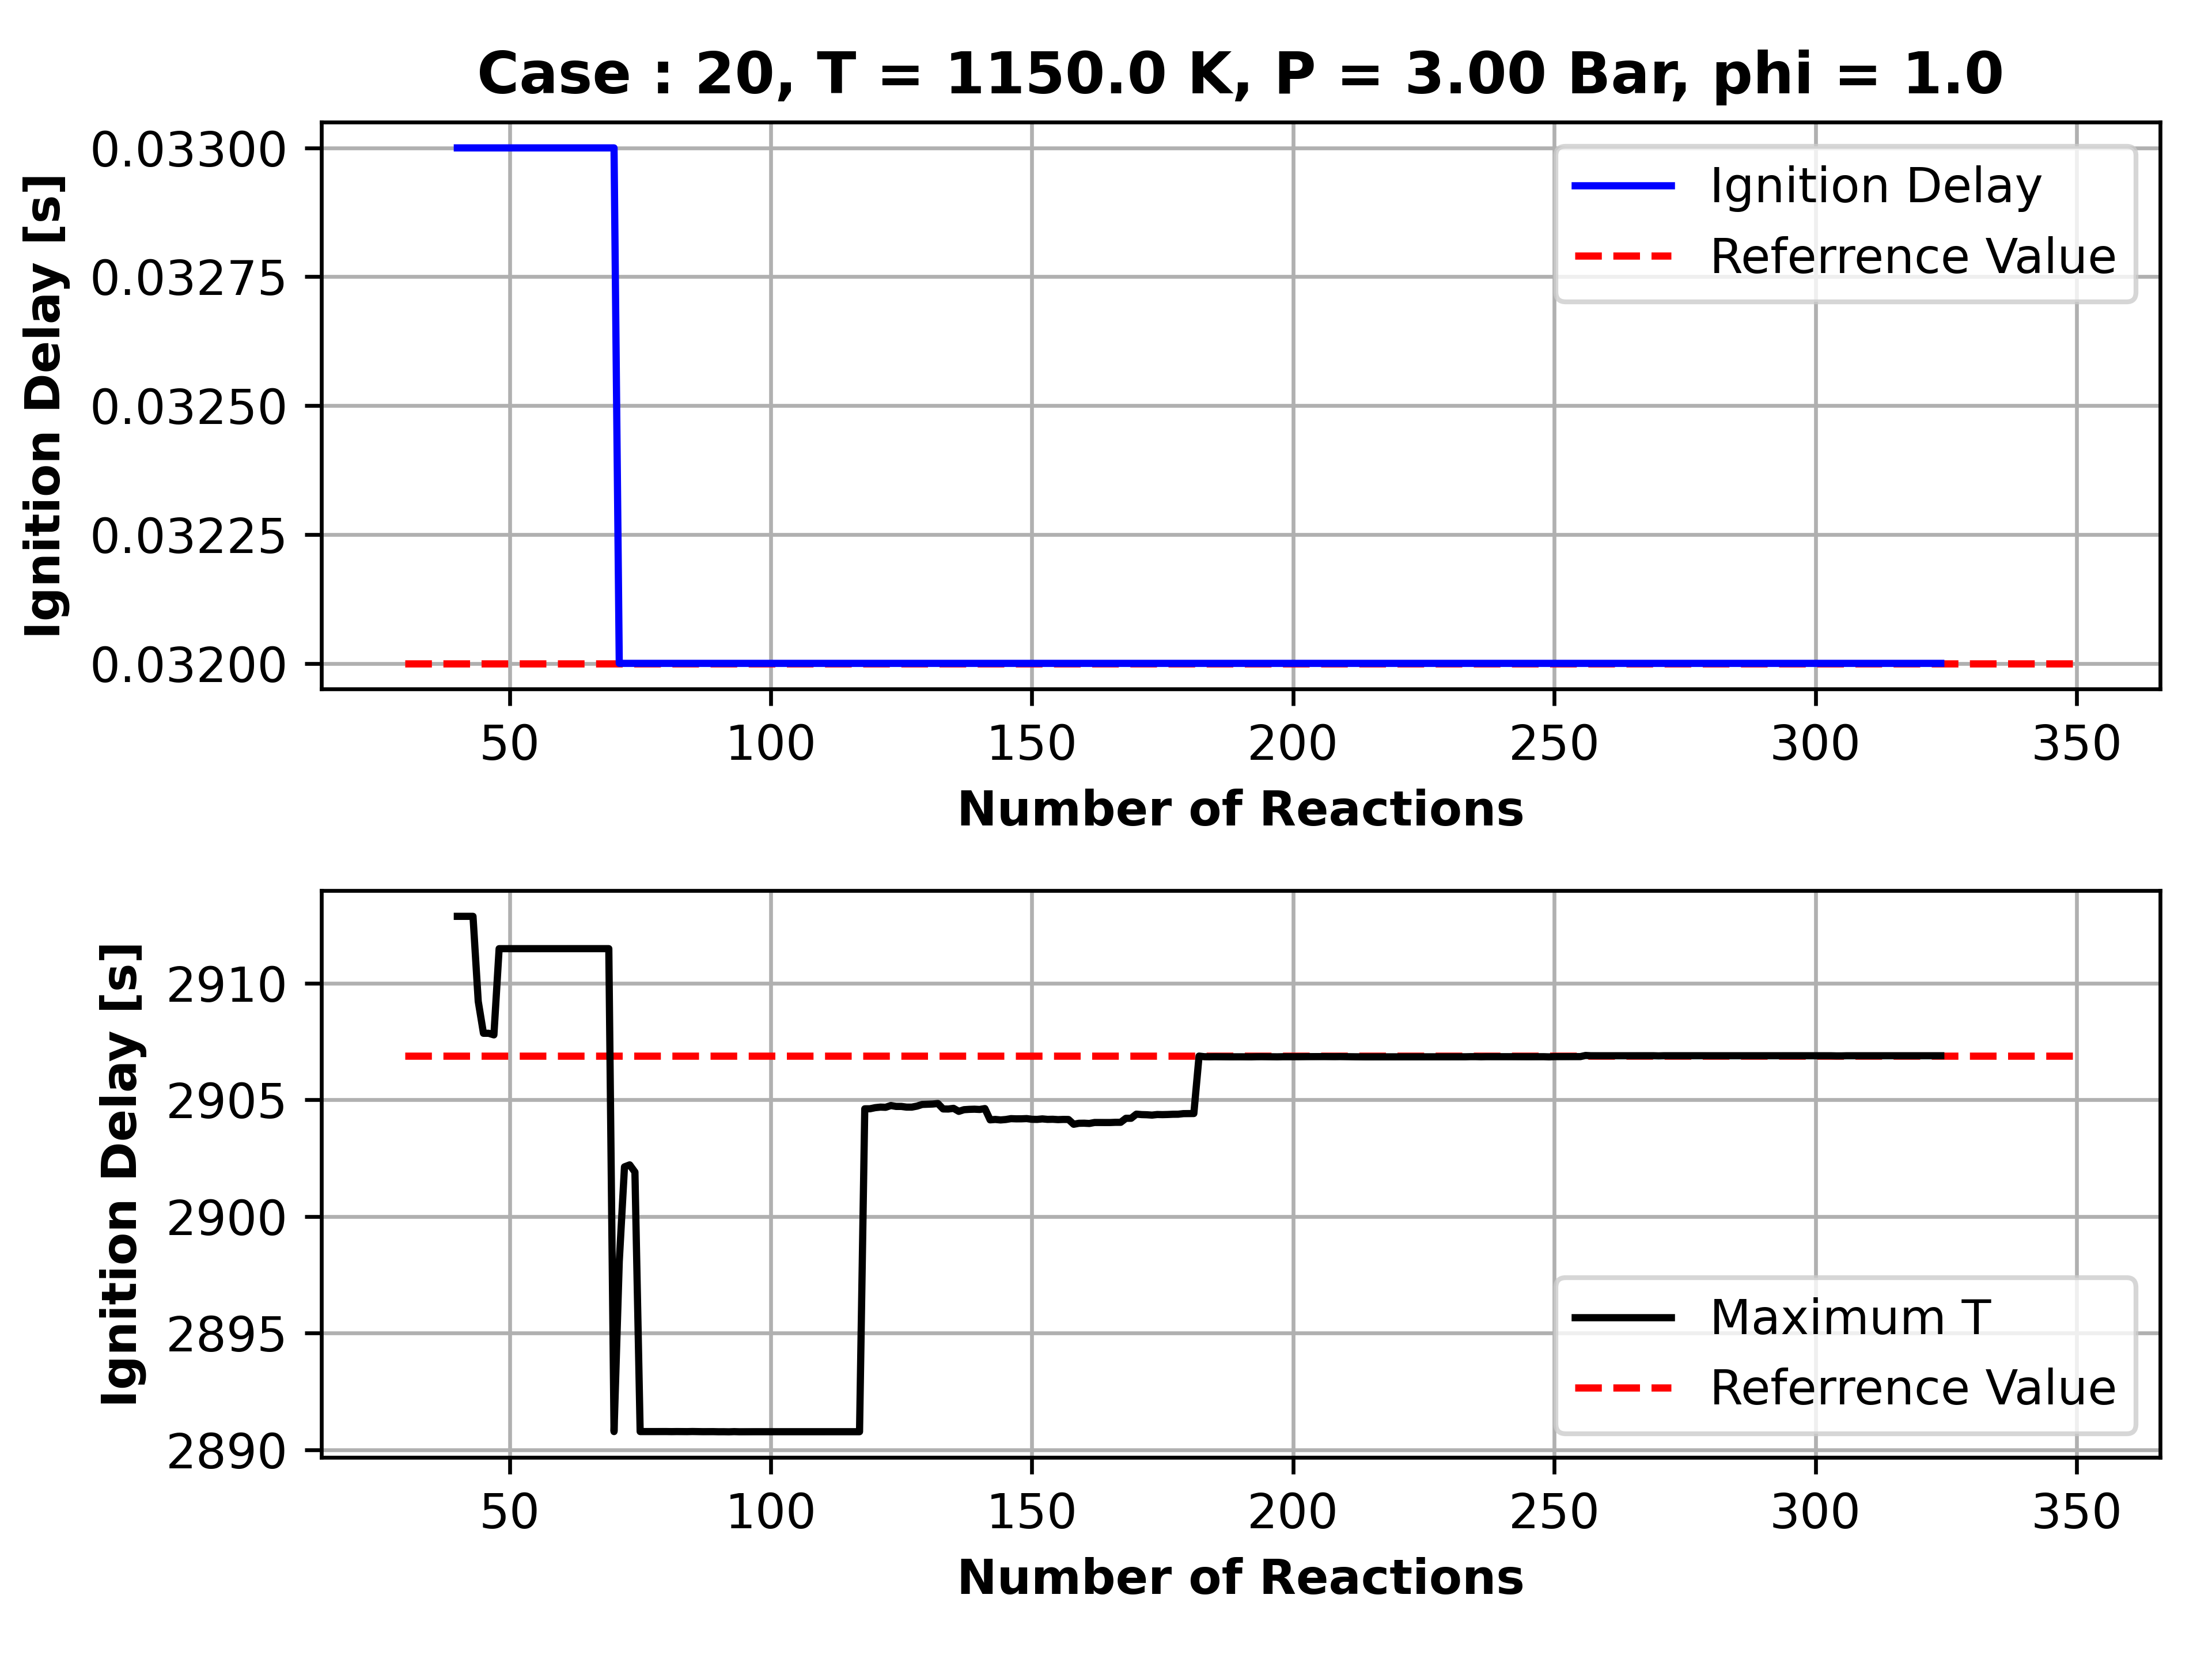 Case : 20, T = 1150.0 K, P = 3.00 Bar, phi = 1.0
Ignition Delay [s]
0.03300
0.03275
0.03250
0.03225
0.03200
Ignition Delay
Referrence Value
50 100 150 200 250 300 350
Number of Reactions
Ignition Delay [s]
2910
2905
2900
2895
2890
Maximum T
Referrence Value
50 100 150 200 250 300 350
Number of Reactions